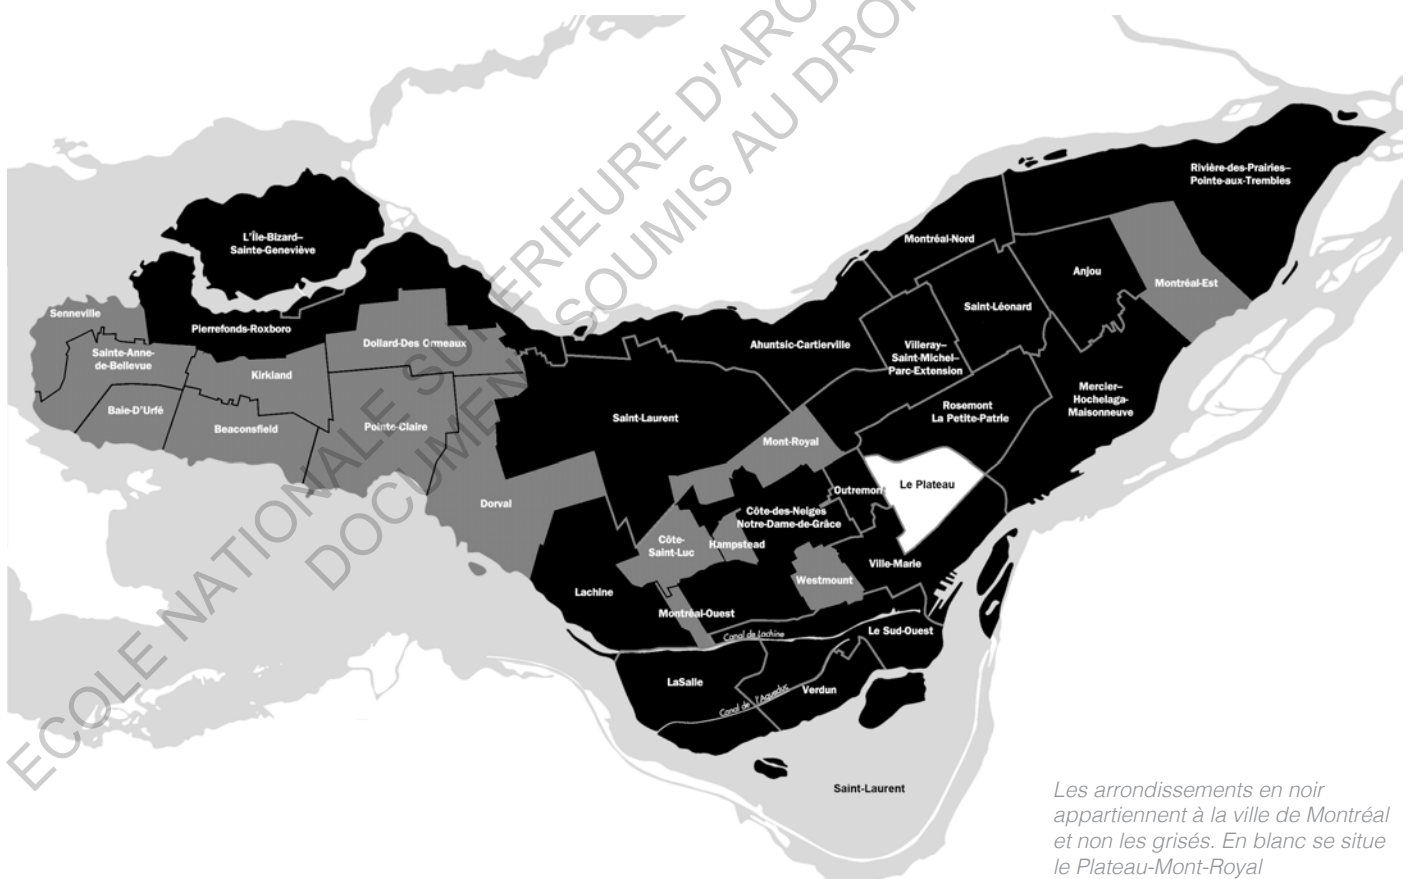 ECOLE NATIONALE SUPERIEURE D'ARC
DOCUMENT SOUMIS AU DROI
Rivière-des-Prairies–
Pointe-aux-Trembles
L'Île-Bizard–
Sainte-Geneviève
Montréal-Nord
Anjou
Montréal-Est
Saint-Léonard
Senneville
Pierrefonds-Roxboro
Dollard-Des Ormeaux
Ahuntsic-Cartierville
Villeray–
Saint-Michel–
Parc-Extension
Sainte-Anne-
de-Bellevue
Kirkland
Mercier–
Hochelaga-
Maisonneuve
Baie-D'Urfé
Beaconsfield
Pointe-Claire
Saint-Laurent
Rosemont
La Petite-Patrie
Mont-Royal
Outremont
Le Plateau
Dorval
Côte-des-Neiges
Notre-Dame-de-Grâce
Côte-
Saint-Luc
Hampstead
Ville-Marie
Westmount
Lachine
Montréal-Ouest
Canal de Lachine
Le Sud-Ouest
LaSalle
Verdun
Canal de l'Aqueduc
Saint-Laurent
Les arrondissements en noir
appartiennent à la ville de Montréal
et non les grisés. En blanc se situe
le Plateau-Mont-Royal